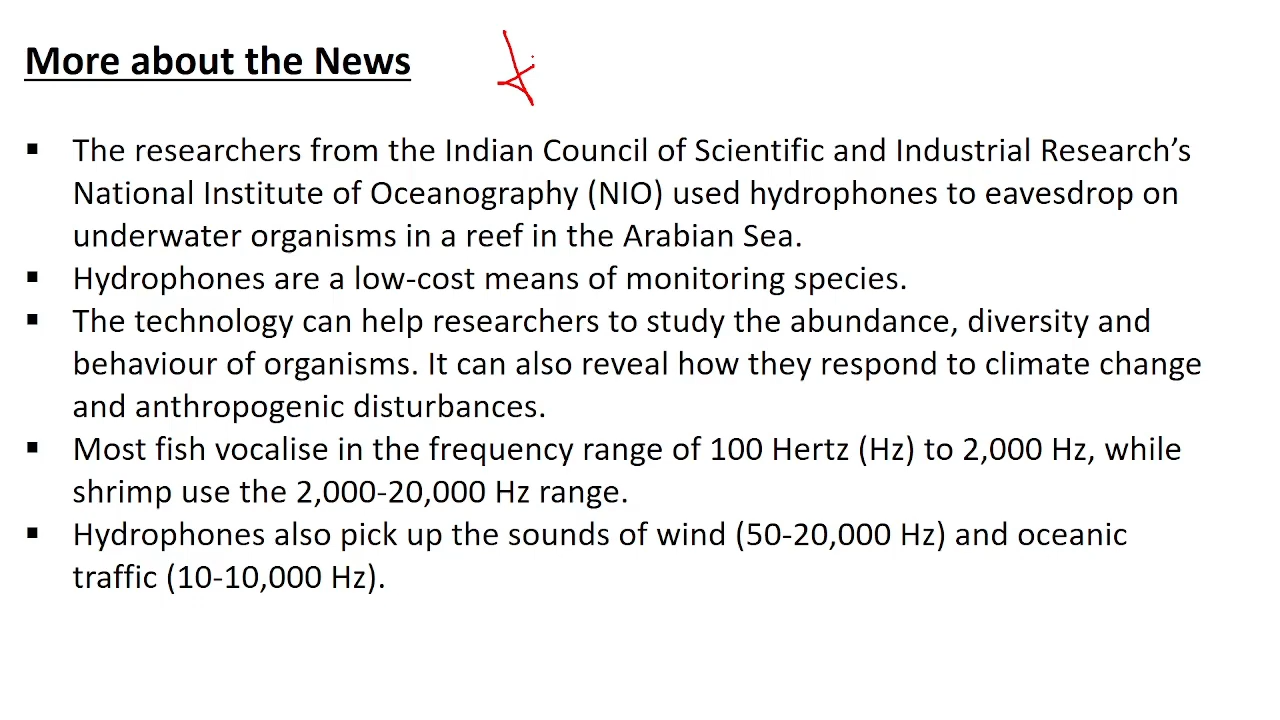 More about the News
▪ The researchers from the Indian Council of Scientific and Industrial Research’s
National Institute of Oceanography (NIO) used hydrophones to eavesdrop on
underwater organisms in a reef in the Arabian Sea.
▪ Hydrophones are a low-cost means of monitoring species.
▪ The technology can help researchers to study the abundance, diversity and
behaviour of organisms. It can also reveal how they respond to climate change
and anthropogenic disturbances.
▪ Most fish vocalise in the frequency range of 100 Hertz (Hz) to 2,000 Hz, while
shrimp use the 2,000-20,000 Hz range.
▪ Hydrophones also pick up the sounds of wind (50-20,000 Hz) and oceanic
traffic (10-10,000 Hz).